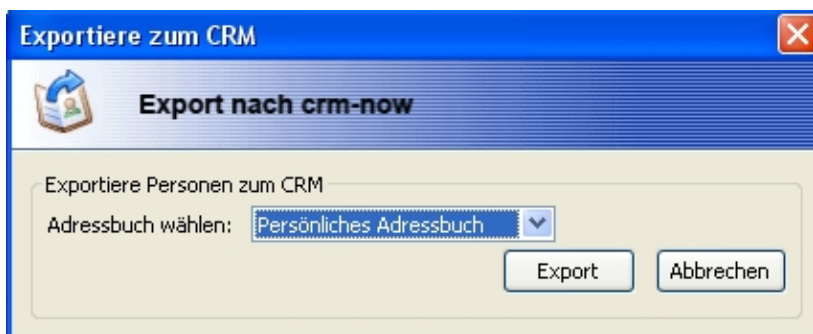 Exportiere zum CRM
Export nach crm-now
Exportiere Personen zum CRM
Adressbuch wählen: Persönliches Adressbuch
Export Abbrechen